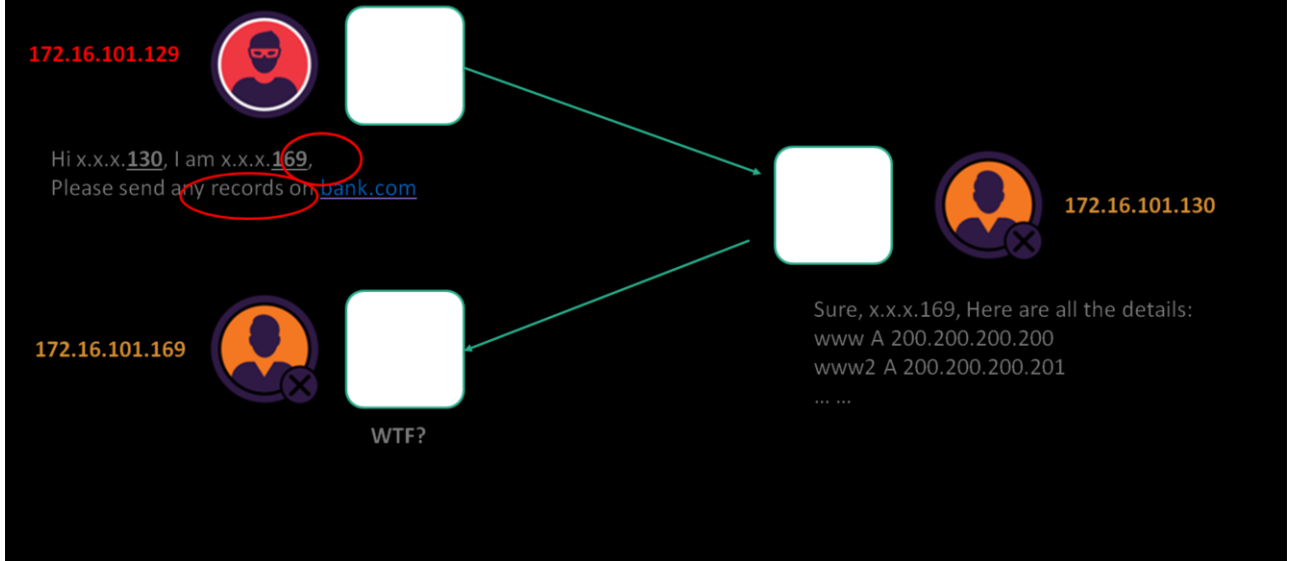 172.16.101.129
Hi x.x.x.130, I am x.x.x.169,
Please send any records on bank.com
172.16.101.130
Sure, x.x.x.169, Here are all the details:
www A 200.200.200.200
www2 A 200.200.200.201
... ...
172.16.101.169
WTF?